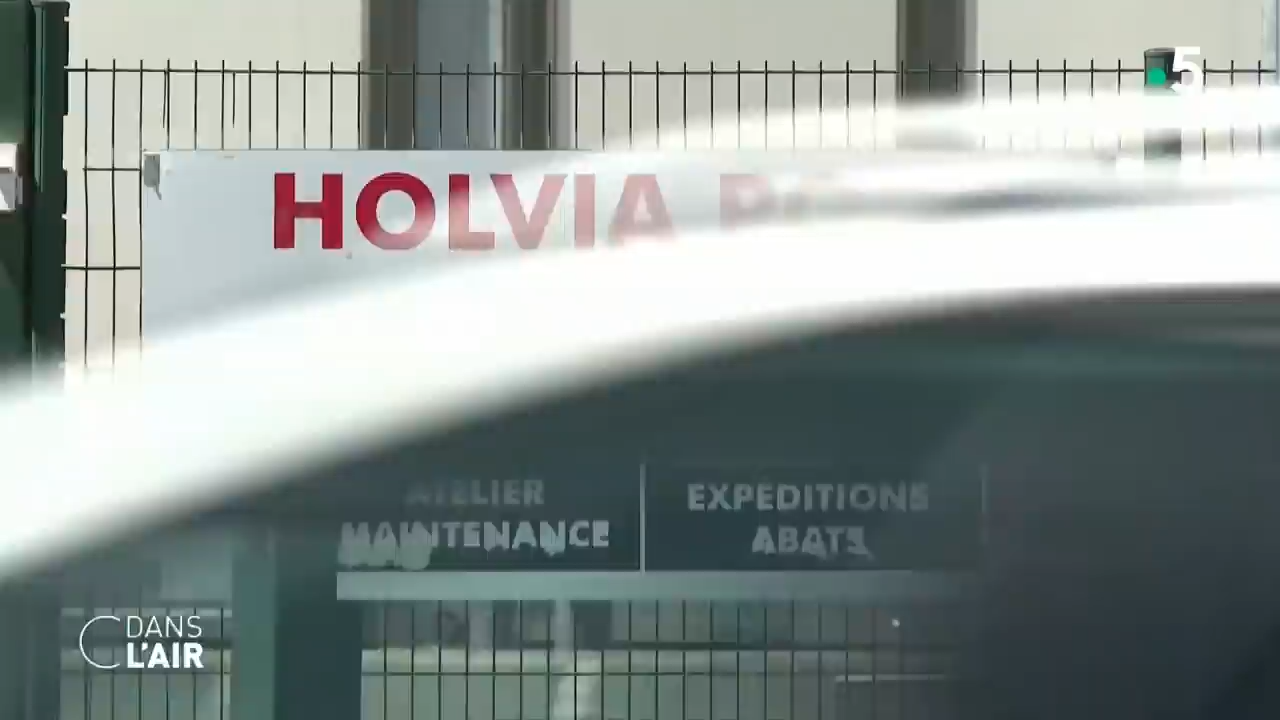 5
HOLVIA
ATELIER
MAINTENANCE
EXPEDITIONS
ABATS
C DANS
L'AIR